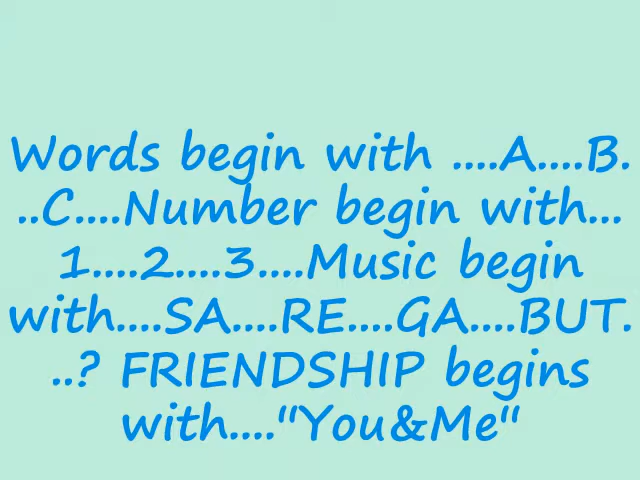 Words begin with ....A....B.
..C....Number begin with...
1....2....3....Music begin
with....SA....RE....GA....BUT.
..? FRIENDSHIP begins
with...."You&Me"